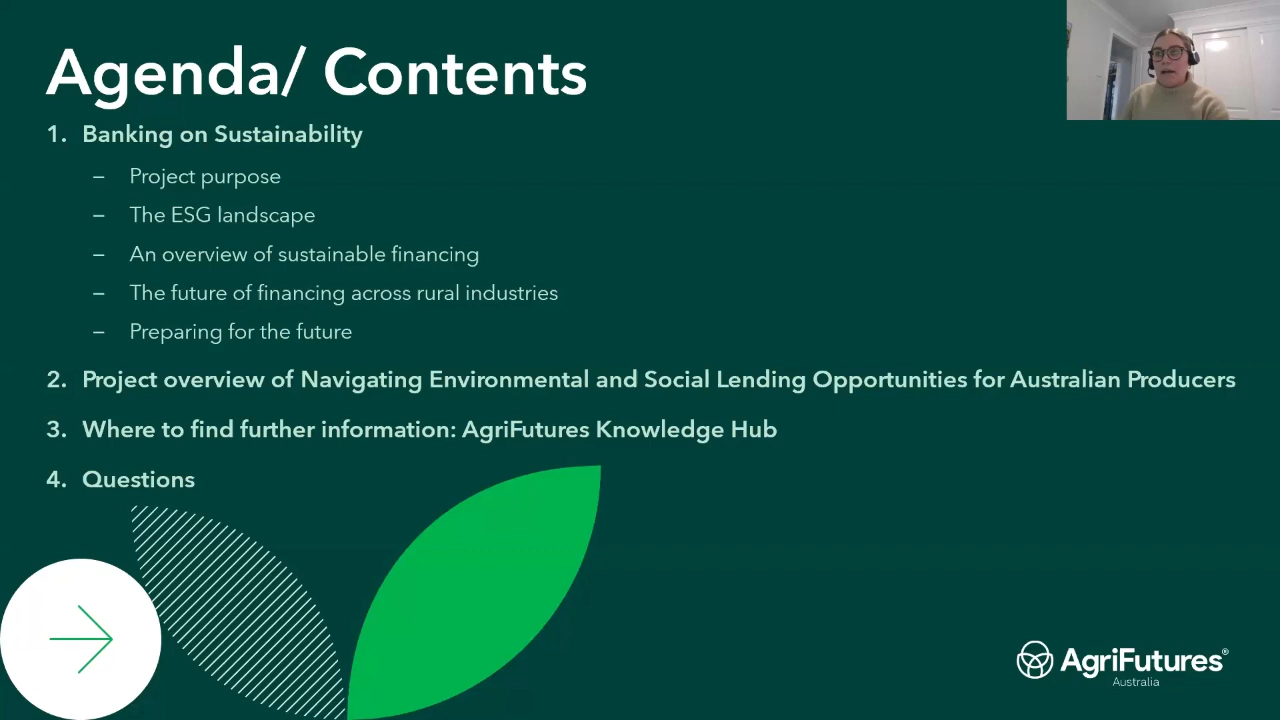 Agenda/ Contents
1. Banking on Sustainability
– Project purpose
– The ESG landscape
– An overview of sustainable financing
– The future of financing across rural industries
– Preparing for the future
2. Project overview of Navigating Environmental and Social Lending Opportunities for Australian Producers
3. Where to find further information: AgriFutures Knowledge Hub
4. Questions
AgriFutures®
Australia